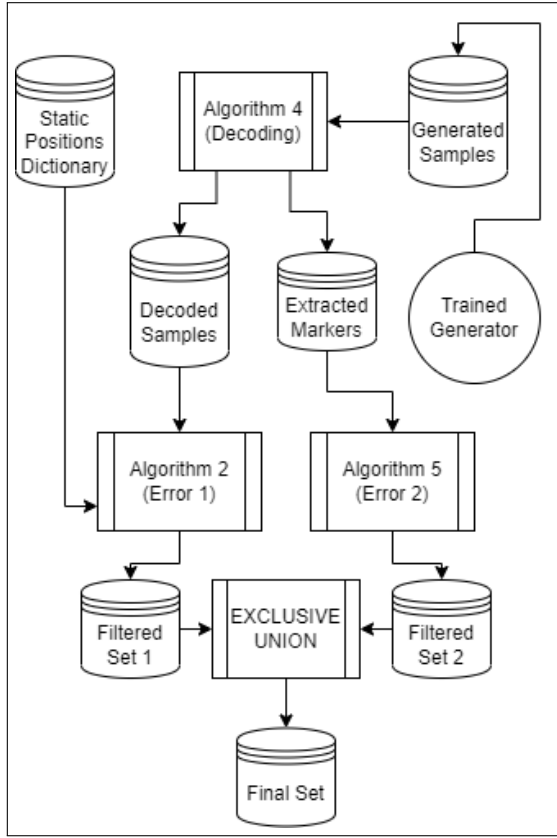 Static
Positions
Dictionary
Algorithm 4
(Decoding)
Generated
Samples
Decoded
Samples
Extracted
Markers
Trained
Generator
Algorithm 2
(Error 1)
Algorithm 5
(Error 2)
Filtered
Set 1
EXCLUSIVE
UNION
Filtered
Set 2
Final Set